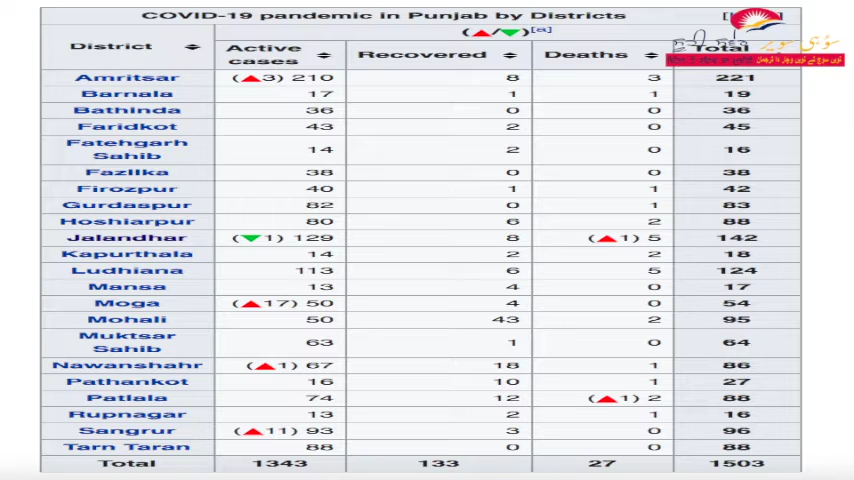 COVID-19 pandemic in Punjab by Districts
District (▲/▼)[a]
Active cases Recovered Deaths Total
Amritsar (▲3) 210 8 3 221
Barnala 17 1 1 19
Bathinda 36 0 0 36
Faridkot 43 2 0 45
Fatehgarh Sahib 14 2 0 16
Fazilka 38 0 0 38
Firozpur 40 1 1 42
Gurdaspur 82 0 1 83
Hoshiarpur 80 6 2 88
Jalandhar (▼1) 129 8 (▲1) 5 142
Kapurthala 14 2 2 18
Ludhiana 113 6 5 124
Mansa 13 4 0 17
Moga (▲17) 50 4 0 54
Mohali 50 43 2 95
Muktsar Sahib 63 1 0 64
Nawanshahr (▲1) 67 18 1 86
Pathankot 16 10 1 27
Patiala 74 12 (▲1) 2 88
Rupnagar 13 2 1 16
Sangrur (▲11) 93 3 0 96
Tarn Taran 88 0 0 88
Total 1343 133 27 1503